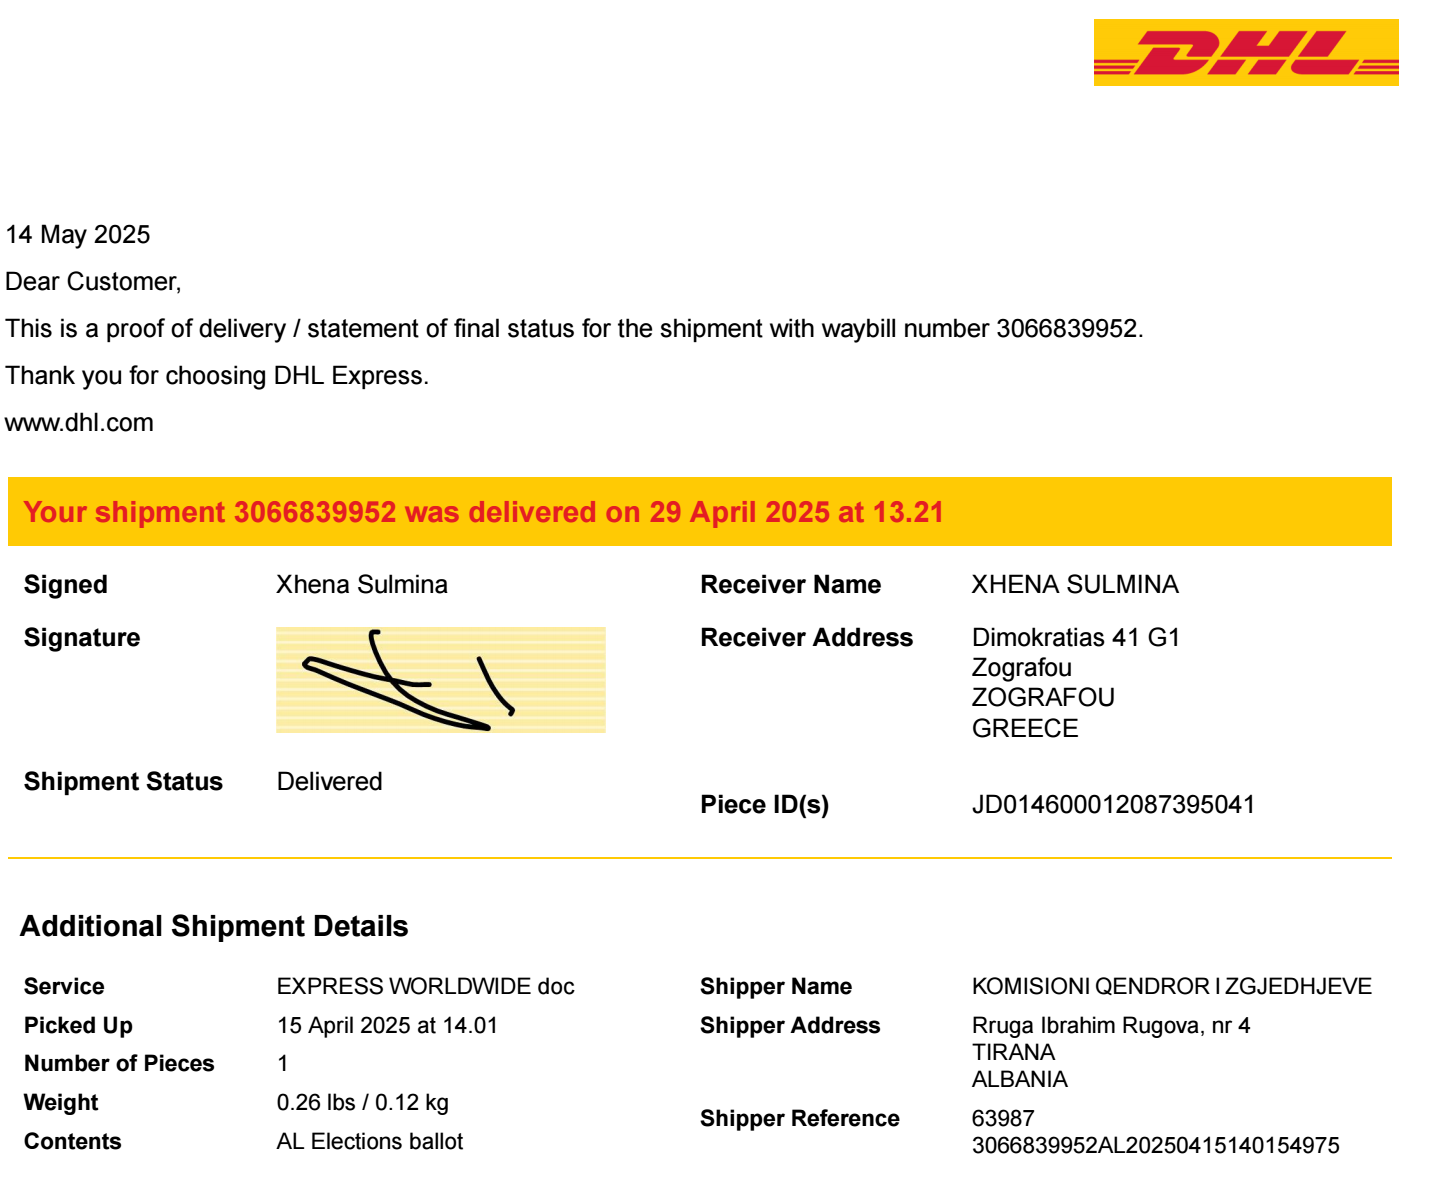 DHL
14 May 2025
Dear Customer,
This is a proof of delivery / statement of final status for the shipment with waybill number 3066839952.
Thank you for choosing DHL Express.
www.dhl.com
Your shipment 3066839952 was delivered on 29 April 2025 at 13.21
Signed Xhena Sulmina
Receiver Name XHENA SULMINA
Signature
Receiver Address Dimokratias 41 G1
Zografou
ZOGRAFOU
GREECE
Shipment Status Delivered
Piece ID(s) JD014600012087395041
Additional Shipment Details
Service EXPRESS WORLDWIDE doc
Shipper Name KOMISIONI QENDROR I ZGJEDHJEVE
Picked Up 15 April 2025 at 14.01
Shipper Address Rruga Ibrahim Rugova, nr 4
TIRANA
ALBANIA
Number of Pieces 1
Weight 0.26 lbs / 0.12 kg
Shipper Reference 63987
3066839952AL20250415140154975
Contents AL Elections ballot